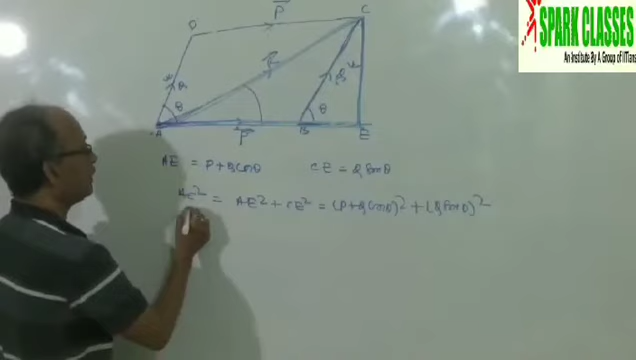 SPARK CLASSES
An Institute By A Group of IITians
D P C
R
Q Q
θ θ
A P B E
AE = P + Q Cos θ CE = Q Sin θ
AC² = AE² + CE² = (P + Q Cos θ)² + (Q Sin θ)²